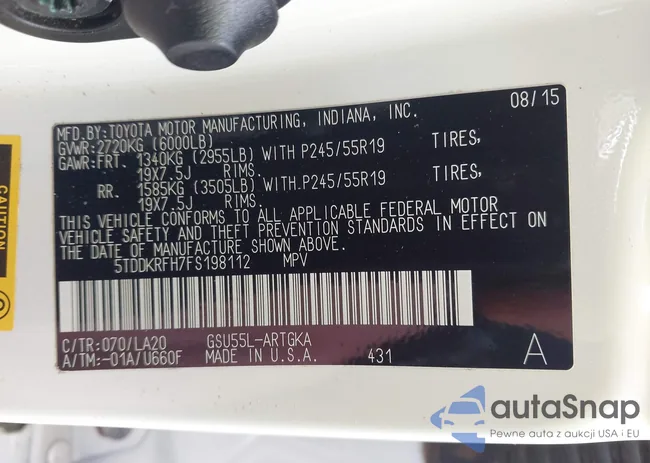 08/15
MFD.BY:TOYOTA MOTOR MANUFACTURING, INDIANA, INC.
GVWR:2720KG (6000LB)
GAWR:FRT. 1340KG (2955LB) WITH P245/55R19 TIRES,
19X7.5J RIMS.
RR. 1585KG (3505LB) WITH.P245/55R19 TIRES,
19X7.5J RIMS.
THIS VEHICLE CONFORMS TO ALL APPLICABLE FEDERAL MOTOR
VEHICLE SAFETY AND THEFT PREVENTION STANDARDS IN EFFECT ON
THE DATE OF MANUFACTURE SHOWN ABOVE.
5TDDKRFH7FS198112 MPV
C/TR:070/LA20 GSU55L-ARTGKA
A/TM:-01A/U660F MADE IN U.S.A. 431 A
CAUTION
autaSnap
Pewne auta z aukcji USA i EU